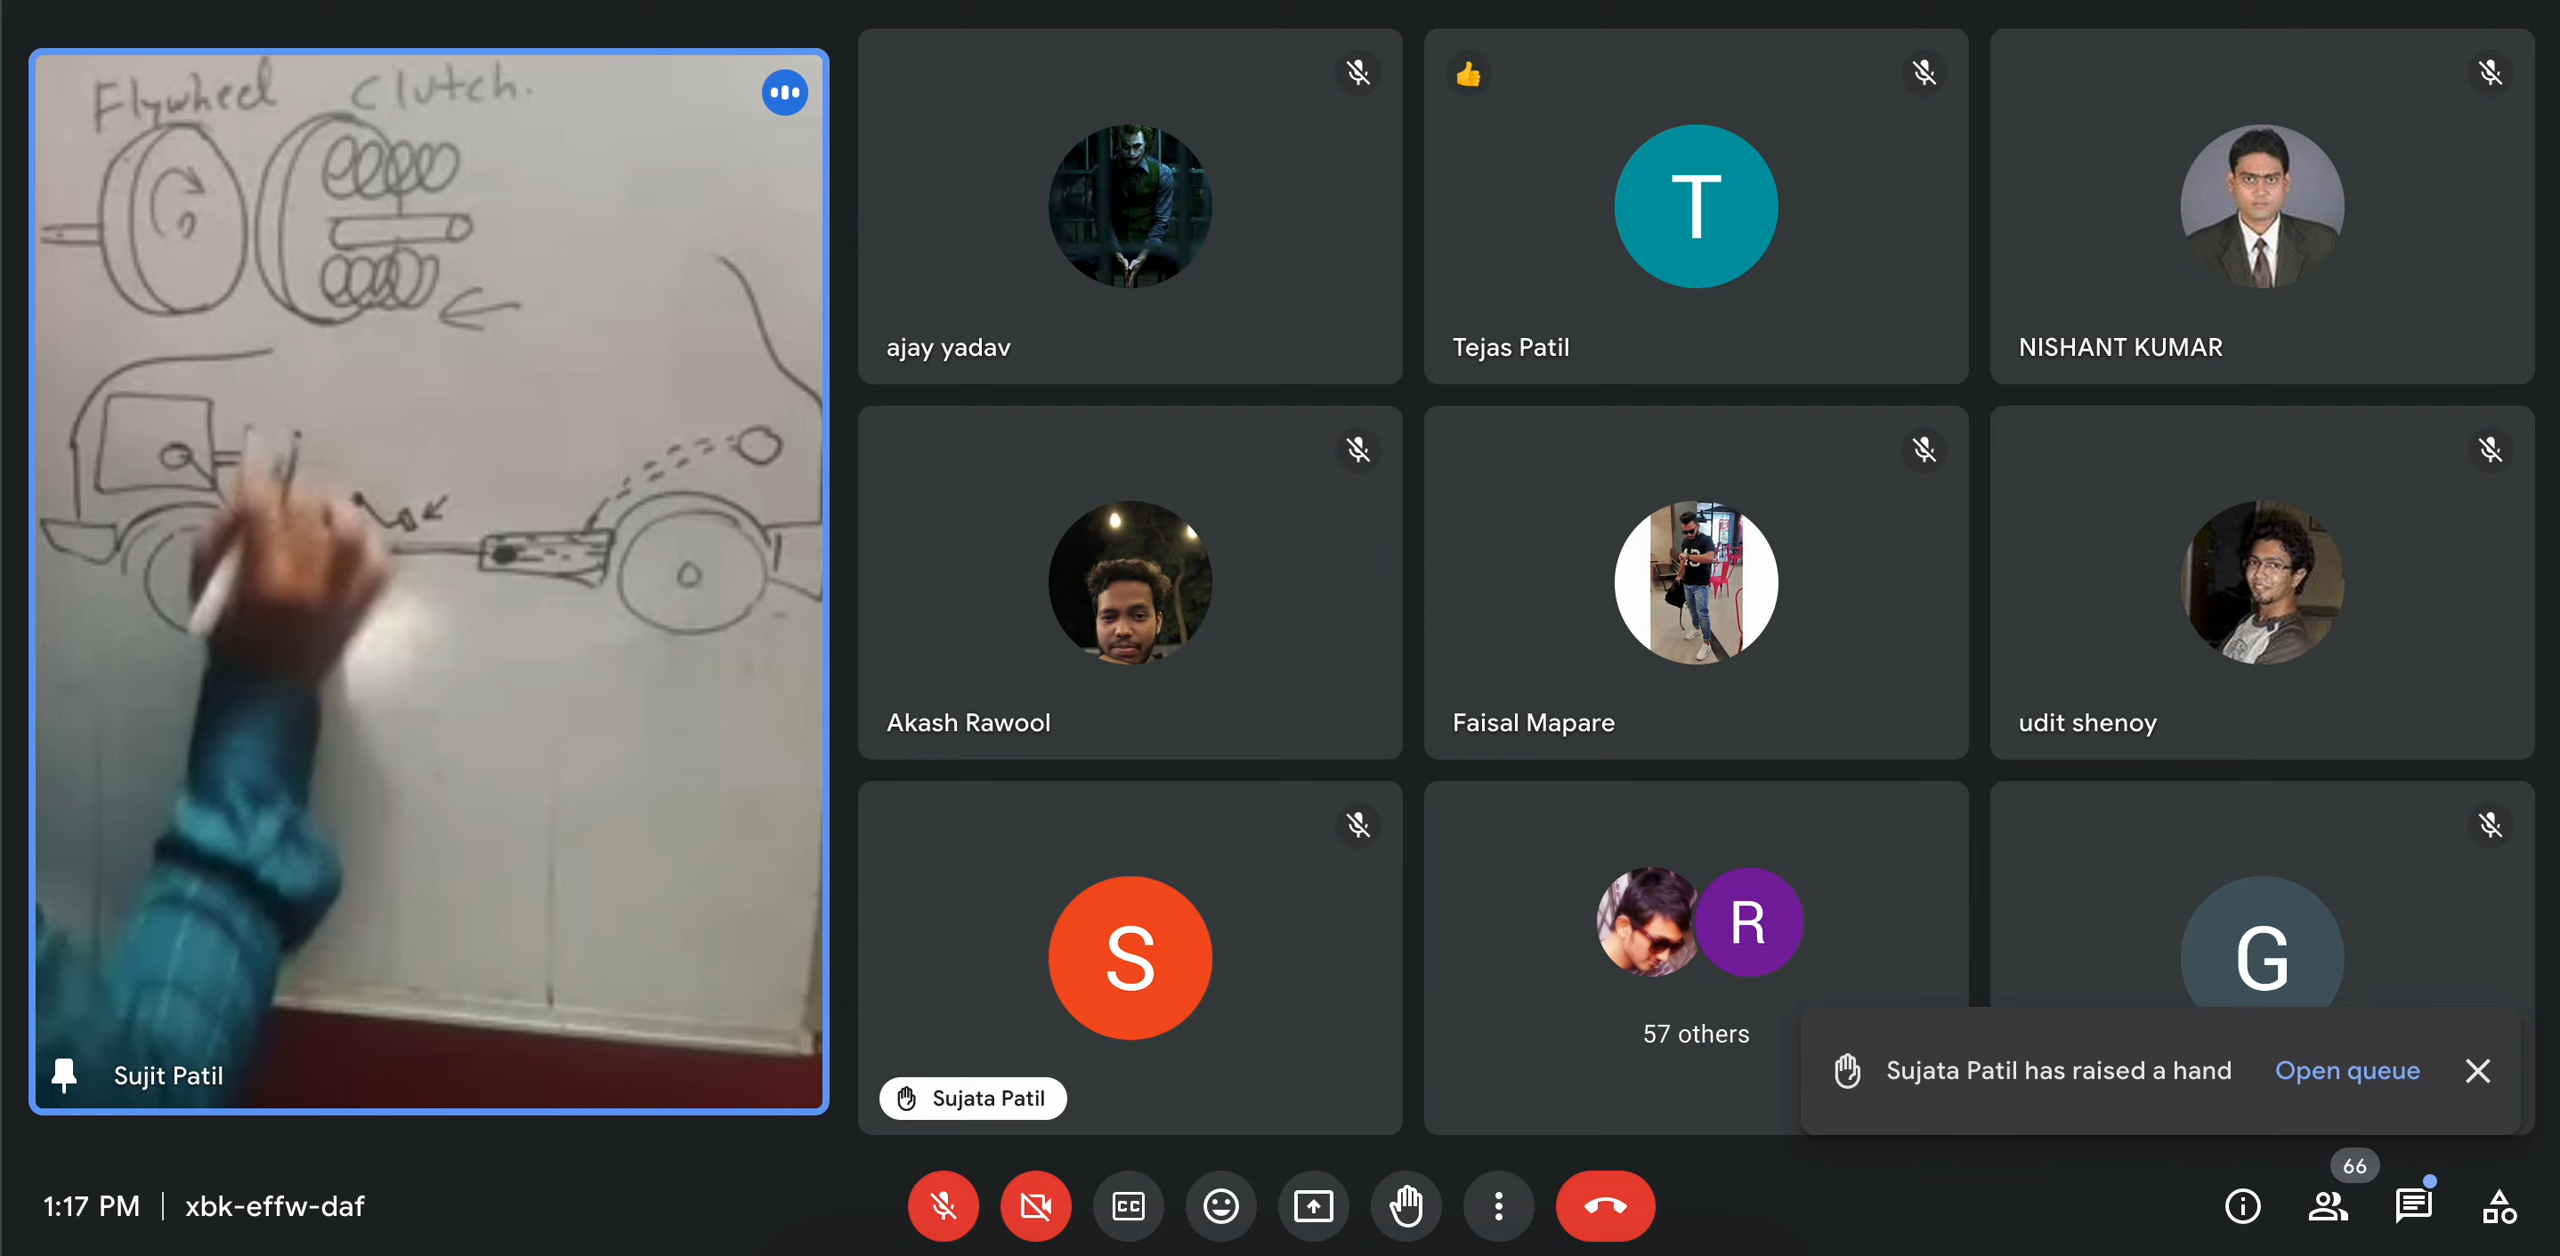 Flywheel Clutch.
Sujit Patil
ajay yadav
Tejas Patil
T
NISHANT KUMAR
Akash Rawool
Faisal Mapare
udit shenoy
S
Sujata Patil
R
57 others
G
Sujata Patil has raised a hand Open queue
1:17 PM | xbk-effw-daf
CC
66